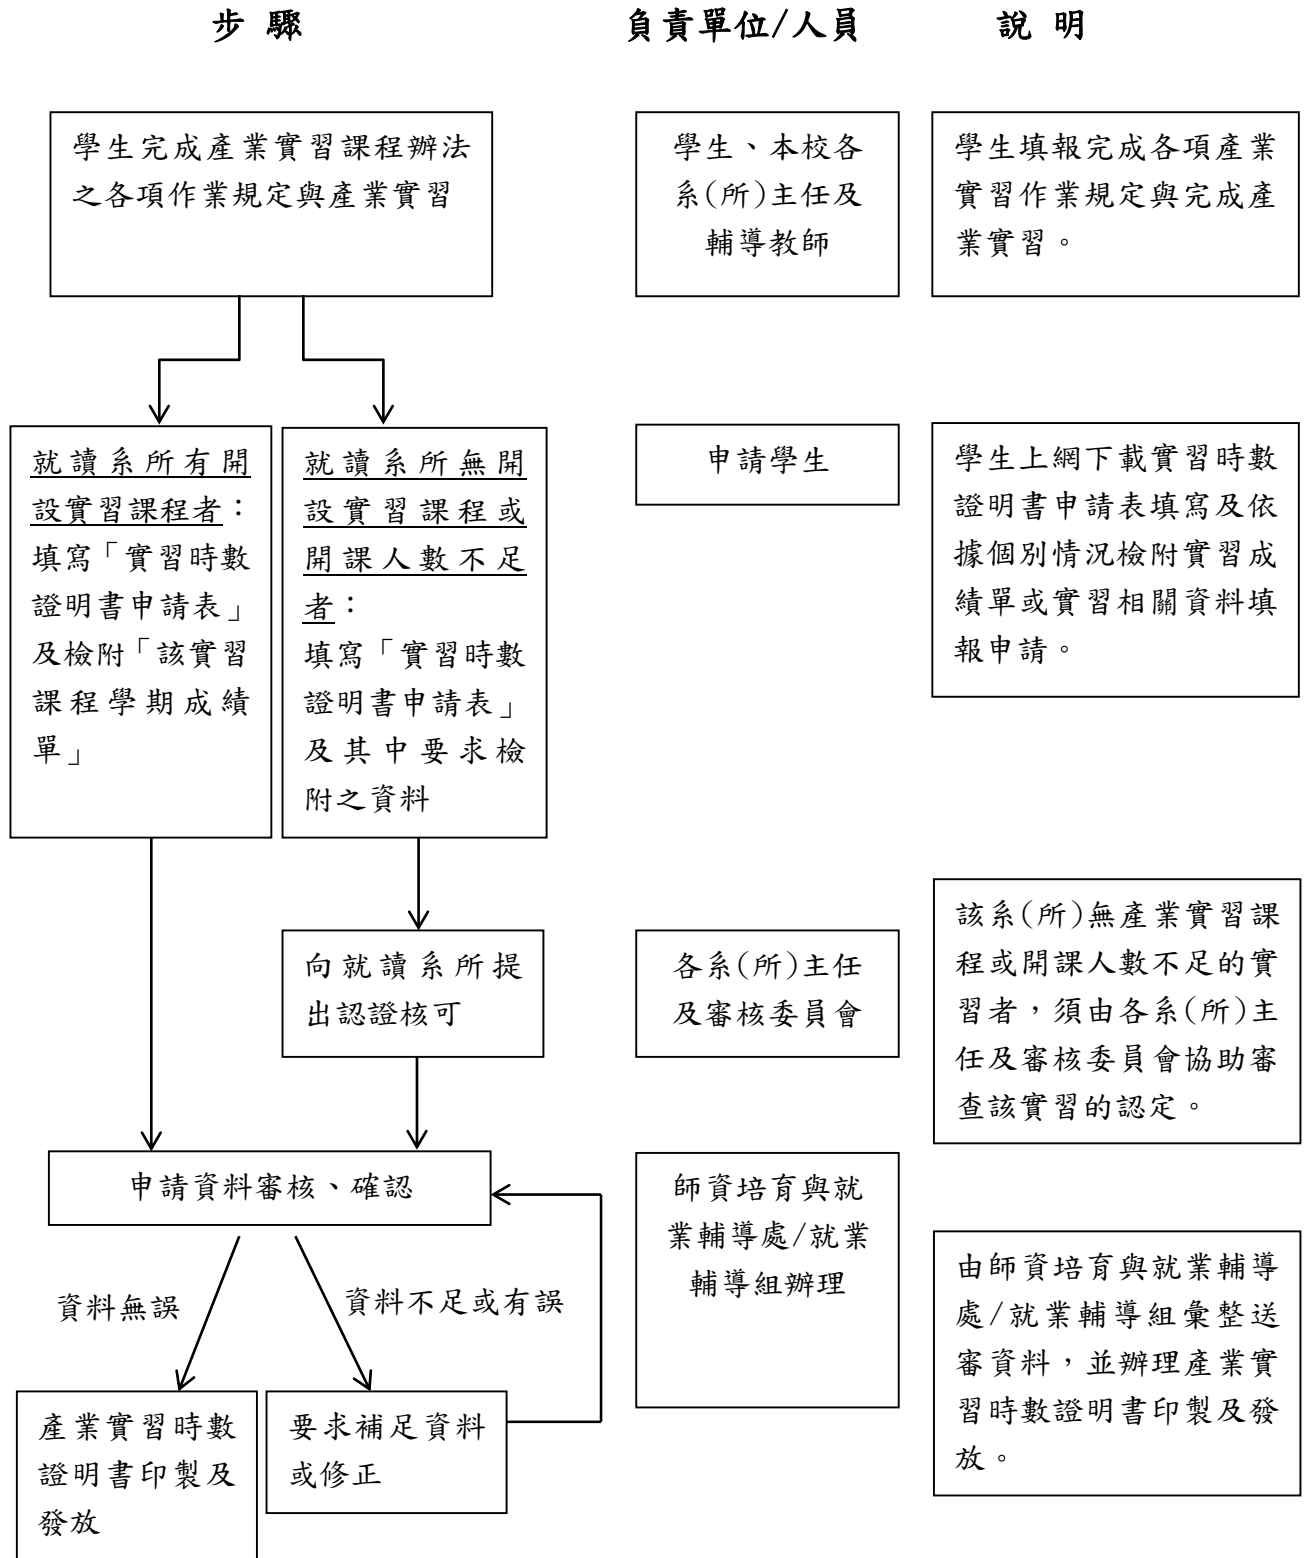 步 驟
負責單位/人員
說 明
學生完成產業實習課程辦法
之各項作業規定與產業實習
學生、本校各
系(所)主任及
輔導教師
學生填報完成各項產業
實習作業規定與完成產
業實習。
就讀系所有開
設實習課程者：
填寫「實習時數
證明書申請表」
及檢附「該實習
課程學期成績
單」
就讀系所無開
設實習課程或
開課人數不足
者：
填寫「實習時數
證明書申請表」
及其中要求檢
附之資料
申請學生
學生上網下載實習時數
證明書申請表填寫及依
據個別情況檢附實習成
績單或實習相關資料填
報申請。
向就讀系所提
出認證核可
各系(所)主任
及審核委員會
該系(所)無產業實習課
程或開課人數不足的實
習者，須由各系(所)主
任及審核委員會協助審
查該實習的認定。
申請資料審核、確認
師資培育與就
業輔導處/就業
輔導組辦理
由師資培育與就業輔導
處/就業輔導組彙整送
審資料，並辦理產業實
習時數證明書印製及發
放。
資料無誤
資料不足或有誤
產業實習時數
證明書印製及
發放
要求補足資料
或修正